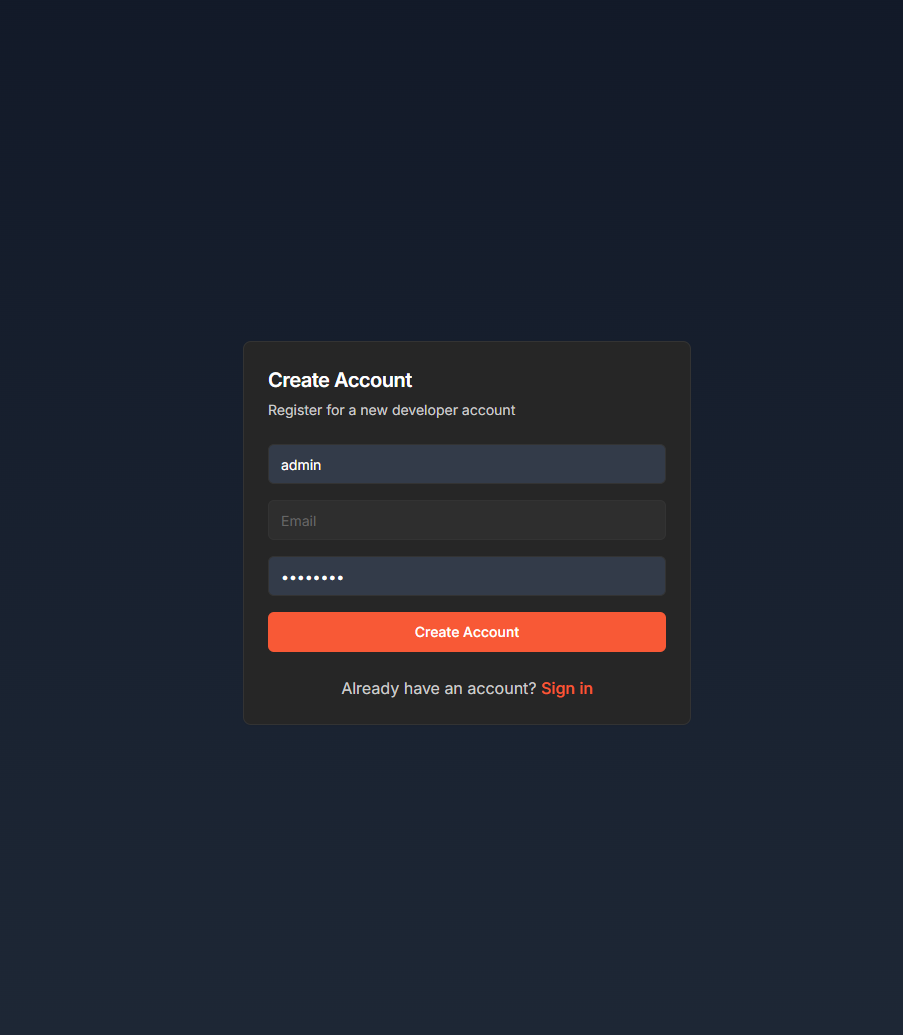 Create Account
Register for a new developer account
admin
Email
••••••••
Create Account
Already have an account? Sign in